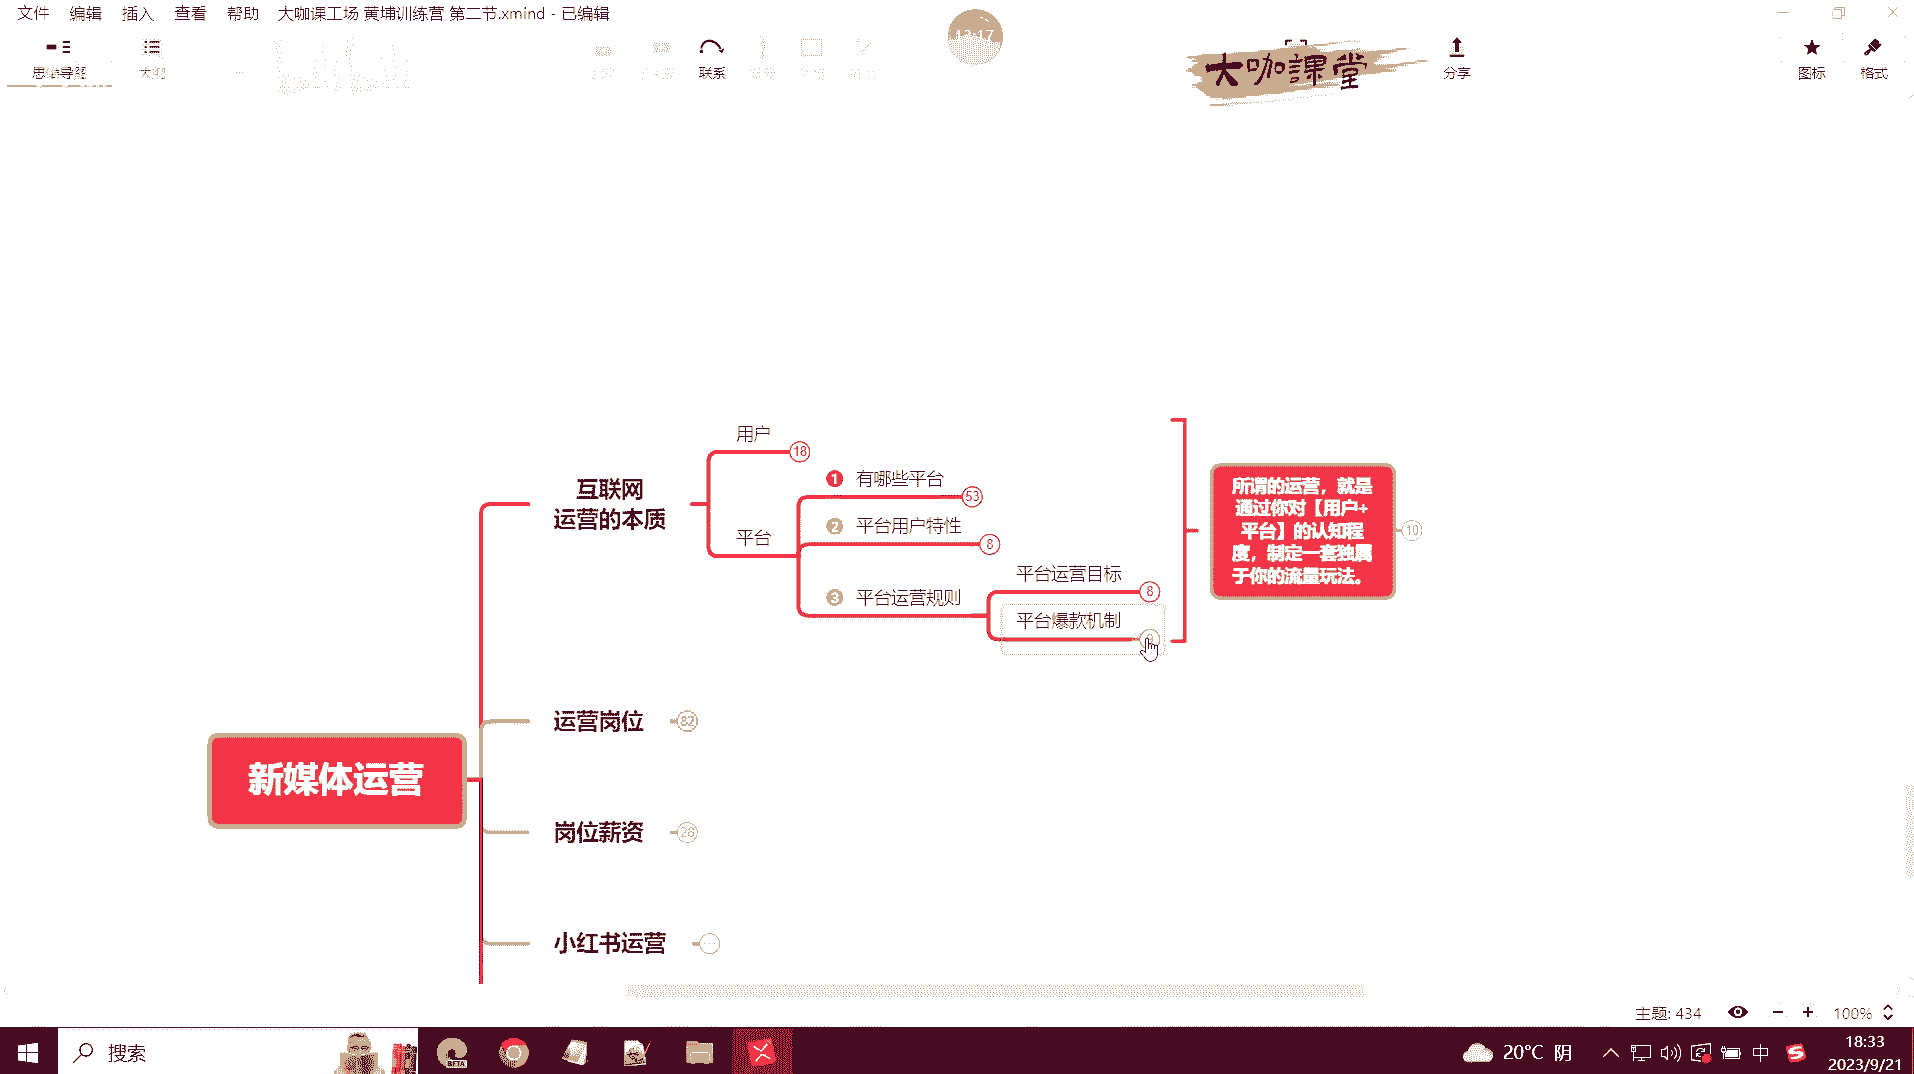 文件 编辑 插入 查看 帮助 大咖课工场 黄埔训练营 第二节.xmind - 已编辑
13:17
思维导图
大纲
联系
大咖課堂
分享
图标
格式
用户
18
互联网
运营的本质
1 有哪些平台
53
2 平台用户特性
8
平台
3 平台运营规则
平台运营目标
8
平台爆款机制
所谓的运营,就是
通过你对【用户+
平台】的认知程
度,制定一套独属
于你的流量玩法。
10
运营岗位
82
新媒体运营
岗位薪资
28
小红书运营
主题: 434
100%
搜索
BETA
20°C 阴
中
18:33
2023/9/21